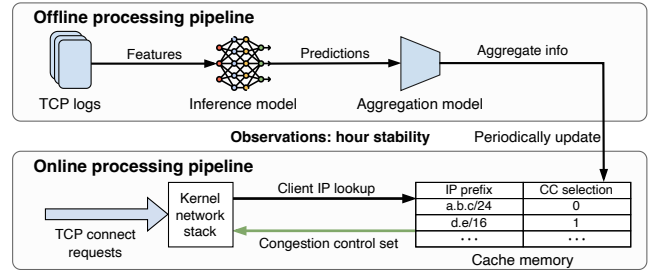 Offline processing pipeline
Features
Predictions
Aggregate info
TCP logs
Inference model
Aggregation model
Observations: hour stability
Periodically update
Online processing pipeline
TCP connect
requests
Kernel
network
stack
Client IP lookup
Congestion control set
IP prefix CC selection
a.b.c/24 0
d.e/16 1
... ...
Cache memory